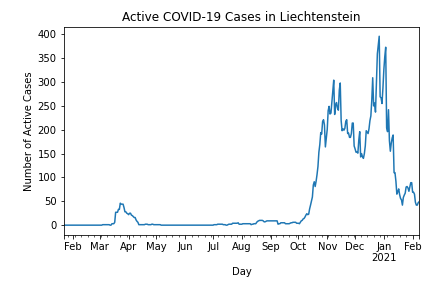 Active COVID-19 Cases in Liechtenstein
Number of Active Cases
400
350
300
250
200
150
100
50
0
Feb Mar Apr May Jun Jul Aug Sep Oct Nov Dec Jan Feb
2021
Day